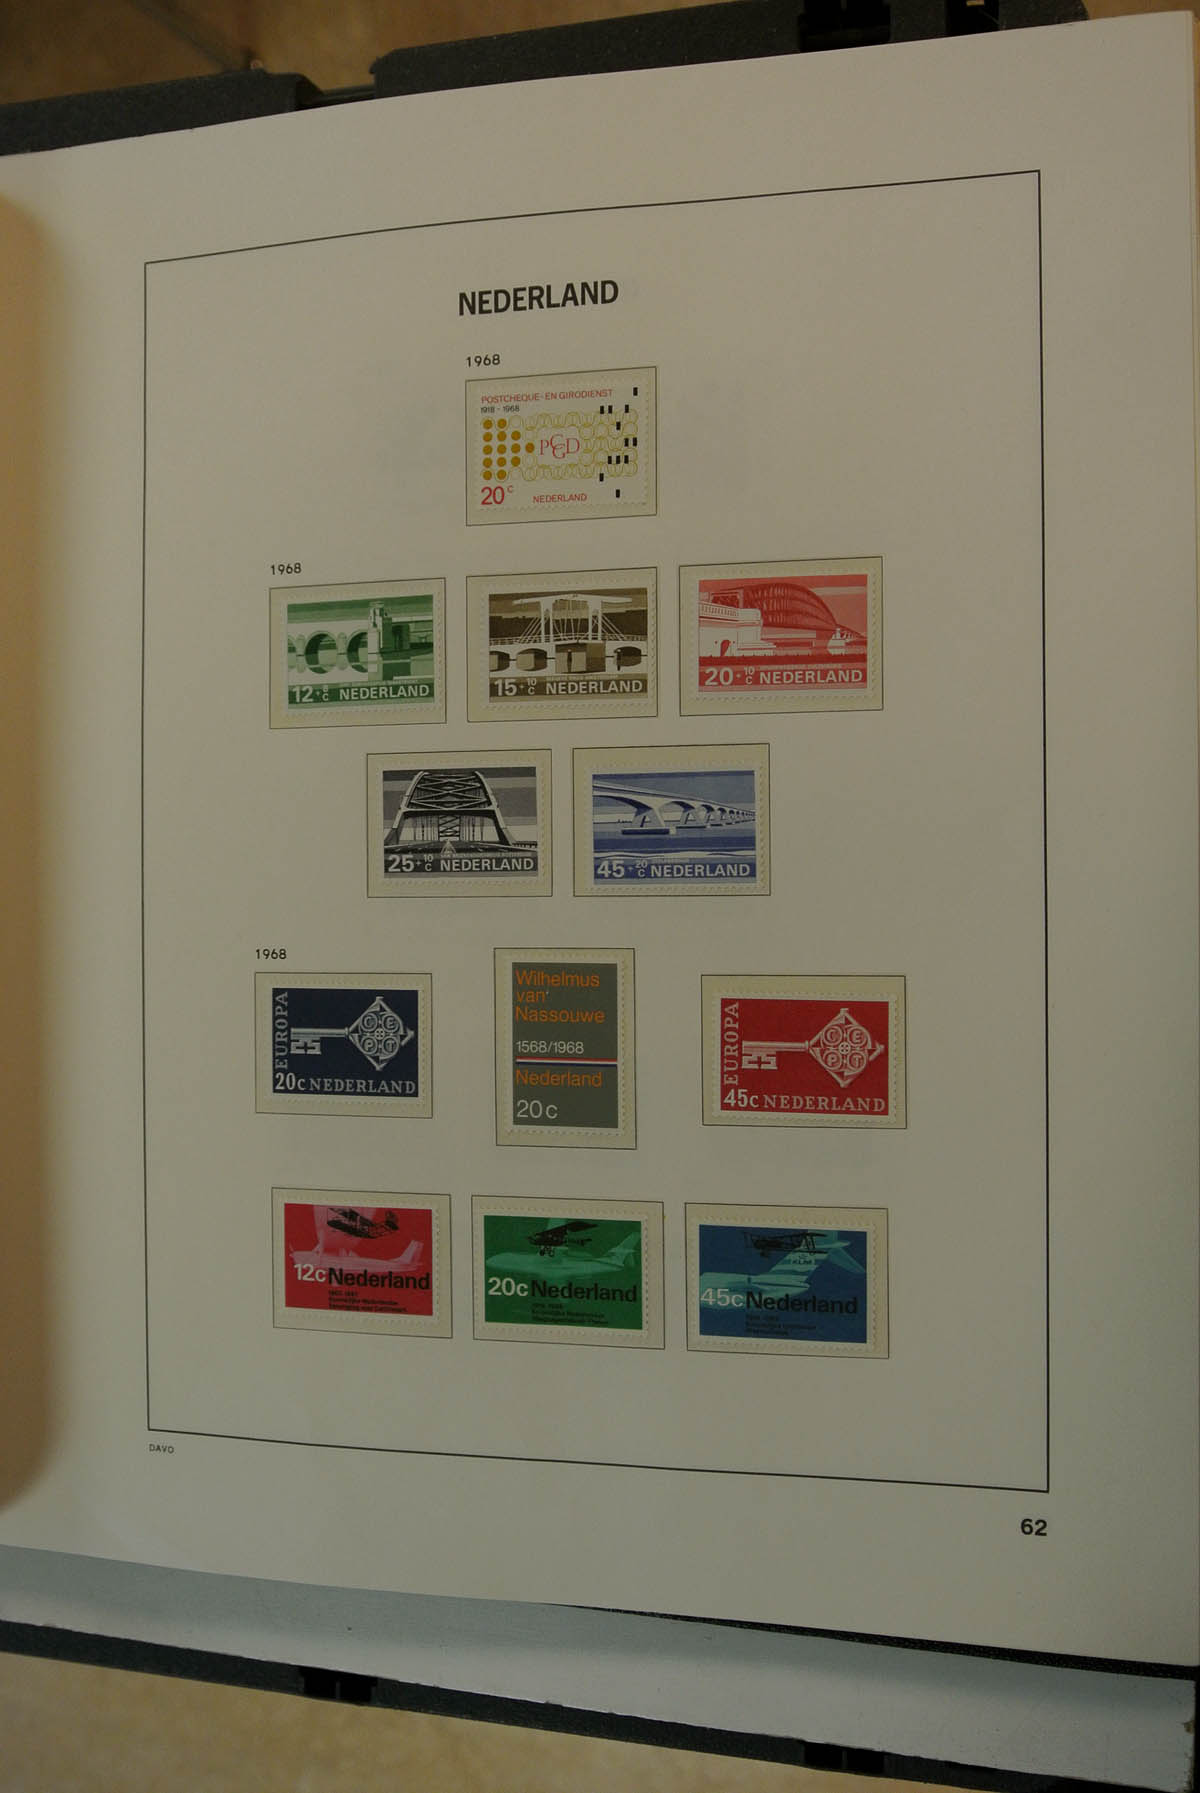 NEDERLAND
1968
POSTCHEQUE- EN GIRODIENST
1918 - 1968
PCGD
20c
NEDERLAND
1968
12+8c NEDERLAND
15+10c NEDERLAND
20+10c NEDERLAND
25+10c NEDERLAND
45+20c NEDERLAND
1968
EUROPA
CEPT
20c NEDERLAND
Wilhelmus
van
Nassouwe
1568/1968
Nederland
20c
EUROPA
CEPT
45c NEDERLAND
12c Nederland
20c Nederland
KLM
45c Nederland
DAVO
62